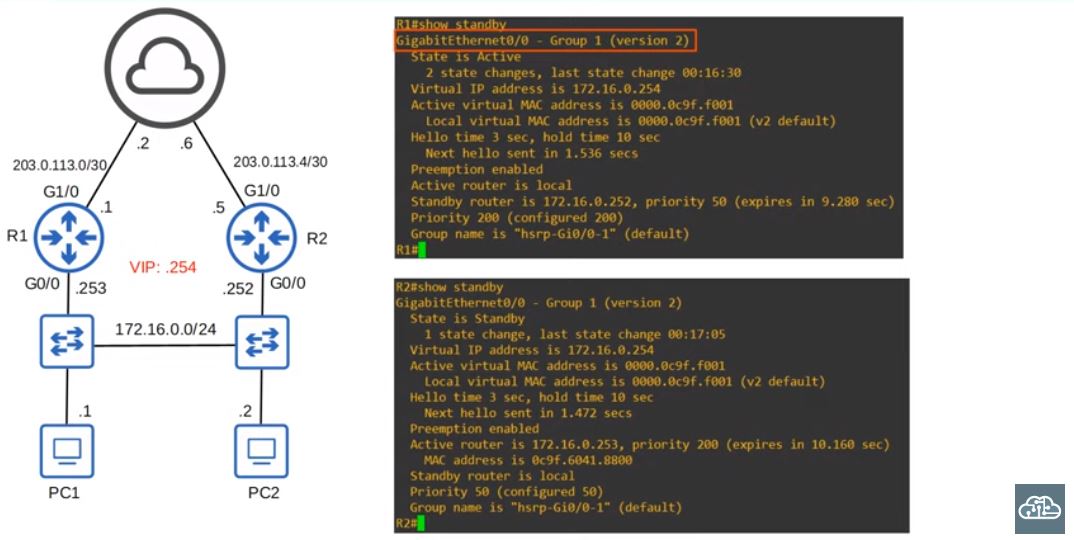 .2
.6
203.0.113.0/30
203.0.113.4/30
G1/0
G1/0
.1
.5
R1
R2
VIP: .254
G0/0
.253
.252
G0/0
172.16.0.0/24
.1
.2
PC1
PC2
R1#show standby
GigabitEthernet0/0 - Group 1 (version 2)
State is Active
2 state changes, last state change 00:16:30
Virtual IP address is 172.16.0.254
Active virtual MAC address is 0000.0c9f.f001
Local virtual MAC address is 0000.0c9f.f001 (v2 default)
Hello time 3 sec, hold time 10 sec
Next hello sent in 1.536 secs
Preemption enabled
Active router is local
Standby router is 172.16.0.252, priority 50 (expires in 9.280 sec)
Priority 200 (configured 200)
Group name is "hsrp-Gi0/0-1" (default)
R1#
R2#show standby
GigabitEthernet0/0 - Group 1 (version 2)
State is Standby
1 state change, last state change 00:17:05
Virtual IP address is 172.16.0.254
Active virtual MAC address is 0000.0c9f.f001
Local virtual MAC address is 0000.0c9f.f001 (v2 default)
Hello time 3 sec, hold time 10 sec
Next hello sent in 1.472 secs
Preemption enabled
Active router is 172.16.0.253, priority 200 (expires in 10.160 sec)
MAC address is 0c9f.6041.8800
Standby router is local
Priority 50 (configured 50)
Group name is "hsrp-Gi0/0-1" (default)
R2#